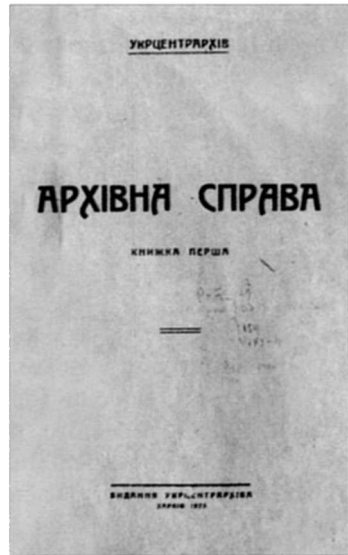 УКРЦЕНТРАРХІВ
АРХІВНА СПРАВА
КНИЖКА ПЕРША
ВИДАННЯ УКРЦЕНТРАРХІВА
ХАРКІВ